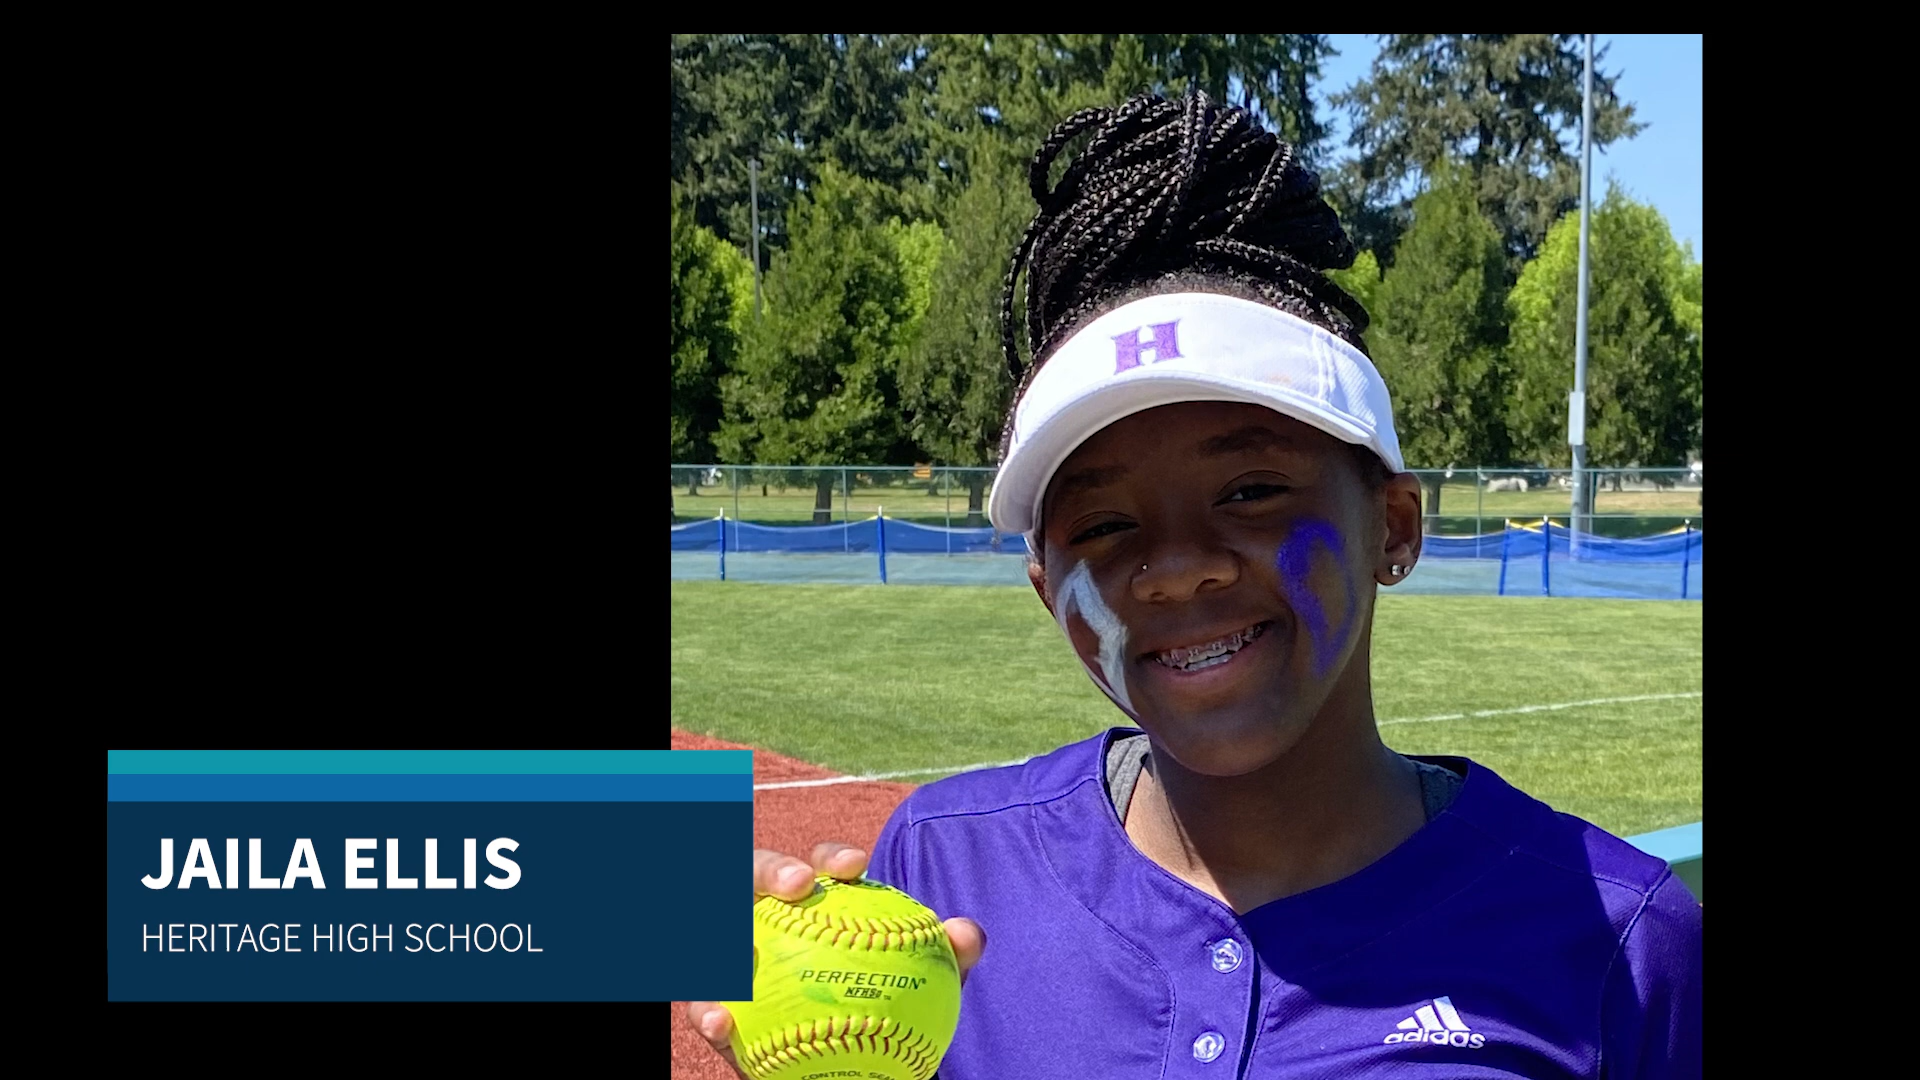 H
JAILA ELLIS
HERITAGE HIGH SCHOOL
PERFECTION®
NFHS
adidas